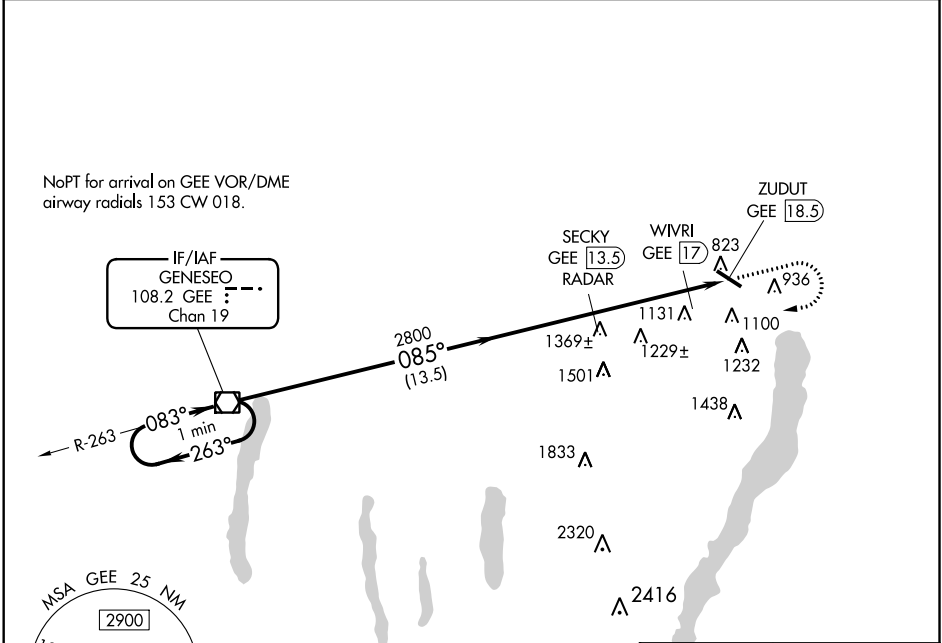 NoPT for arrival on GEE VOR/DME
airway radials 153 CW 018.
IF/IAF
GENESEO
108.2 GEE
Chan 19
ZUDUT
GEE 18.5
SECKY
GEE 13.5
RADAR
WIVRI
GEE 17
823
936
1131
1100
1369±
1229±
1232
1501
1438
2800
085°
(13.5)
R-263
083°
1 min
263°
1833
2320
2416
MSA GEE 25 NM
2900